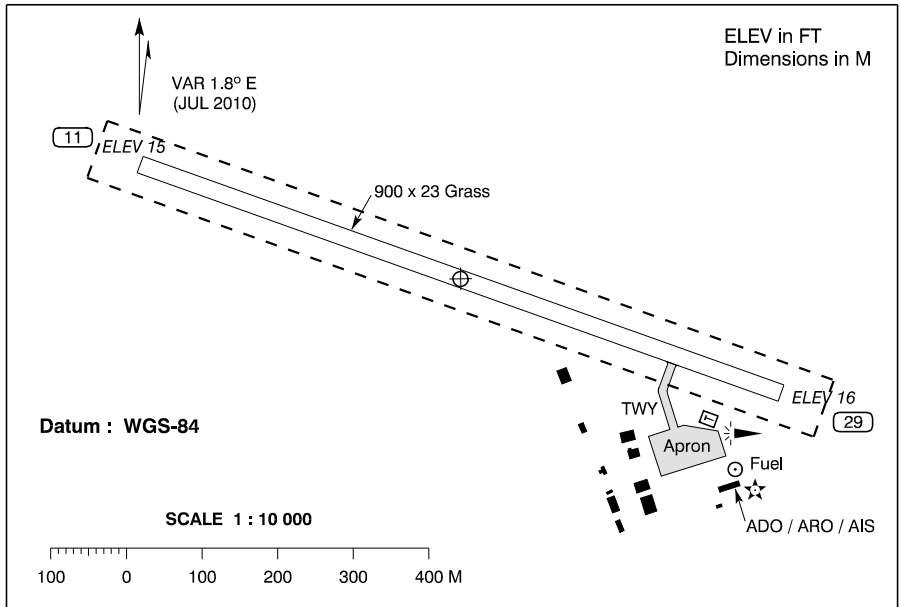 ELEV in FT
Dimensions in M
VAR 1.8° E
(JUL 2010)
11
ELEV 15
900 x 23 Grass
ELEV 16
29
TWY
T
Apron
Fuel
ADO / ARO / AIS
Datum : WGS-84
SCALE 1 : 10 000
100 0 100 200 300 400 M